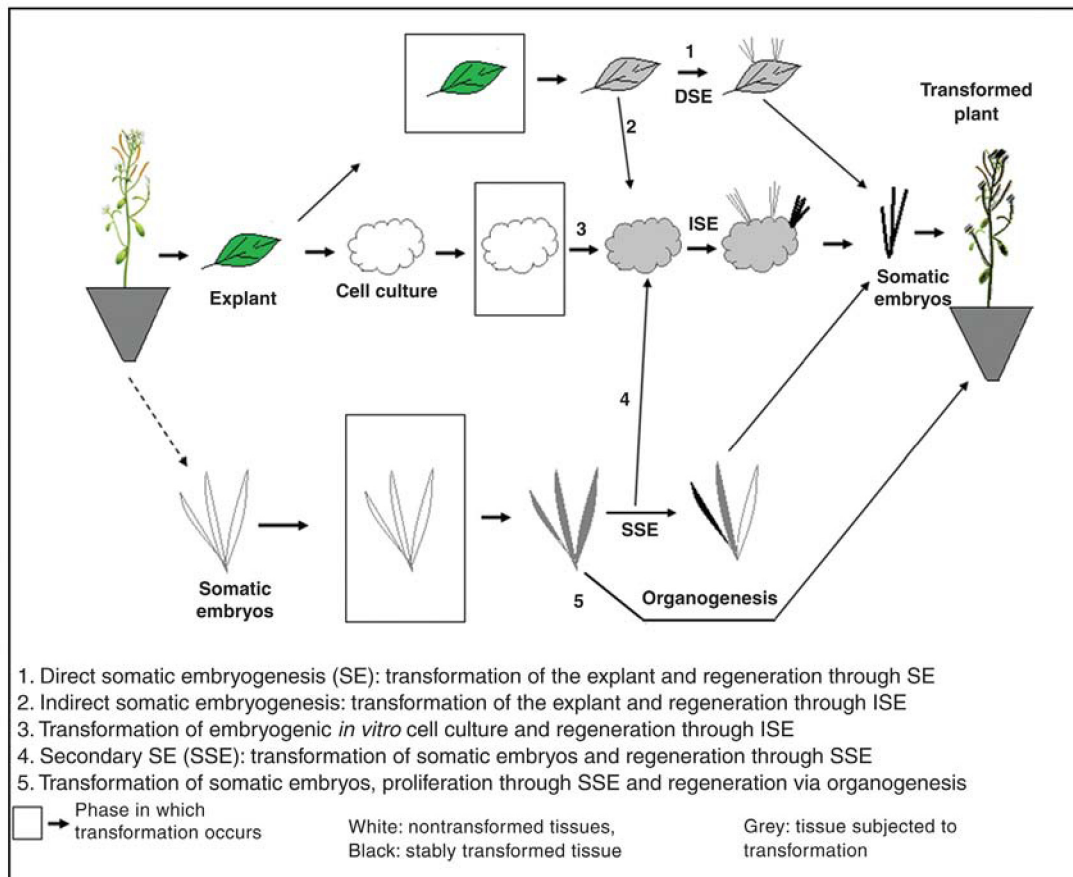 1
DSE
Transformed
plant
2
Explant
Cell culture
3
ISE
Somatic
embryos
4
Somatic
embryos
SSE
5
Organogenesis
1. Direct somatic embryogenesis (SE): transformation of the explant and regeneration through SE
2. Indirect somatic embryogenesis: transformation of the explant and regeneration through ISE
3. Transformation of embryogenic in vitro cell culture and regeneration through ISE
4. Secondary SE (SSE): transformation of somatic embryos and regeneration through SSE
5. Transformation of somatic embryos, proliferation through SSE and regeneration via organogenesis
Phase in which
transformation occurs
White: nontransformed tissues,
Black: stably transformed tissue
Grey: tissue subjected to
transformation